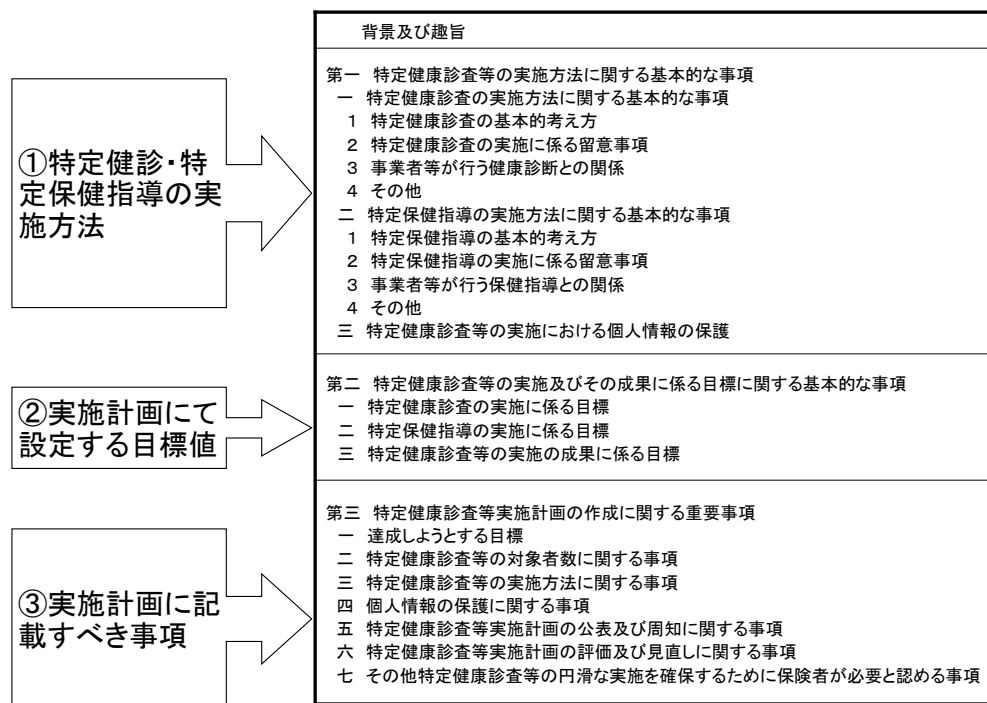 背景及び趣旨
①特定健診・特
定保健指導の実
施方法
第一 特定健康診査等の実施方法に関する基本的な事項
一 特定健康診査の実施方法に関する基本的な事項
1 特定健康診査の基本的考え方
2 特定健康診査の実施に係る留意事項
3 事業者等が行う健康診断との関係
4 その他
二 特定保健指導の実施方法に関する基本的な事項
1 特定保健指導の基本的考え方
2 特定保健指導の実施に係る留意事項
3 事業者等が行う保健指導との関係
4 その他
三 特定健康診査等の実施における個人情報の保護
②実施計画にて
設定する目標値
第二 特定健康診査等の実施及びその成果に係る目標に関する基本的な事項
一 特定健康診査の実施に係る目標
二 特定保健指導の実施に係る目標
三 特定健康診査等の実施の成果に係る目標
③実施計画に記
載すべき事項
第三 特定健康診査等実施計画の作成に関する重要事項
一 達成しようとする目標
二 特定健康診査等の対象者数に関する事項
三 特定健康診査等の実施方法に関する事項
四 個人情報の保護に関する事項
五 特定健康診査等実施計画の公表及び周知に関する事項
六 特定健康診査等実施計画の評価及び見直しに関する事項
七 その他特定健康診査等の円滑な実施を確保するために保険者が必要と認める事項